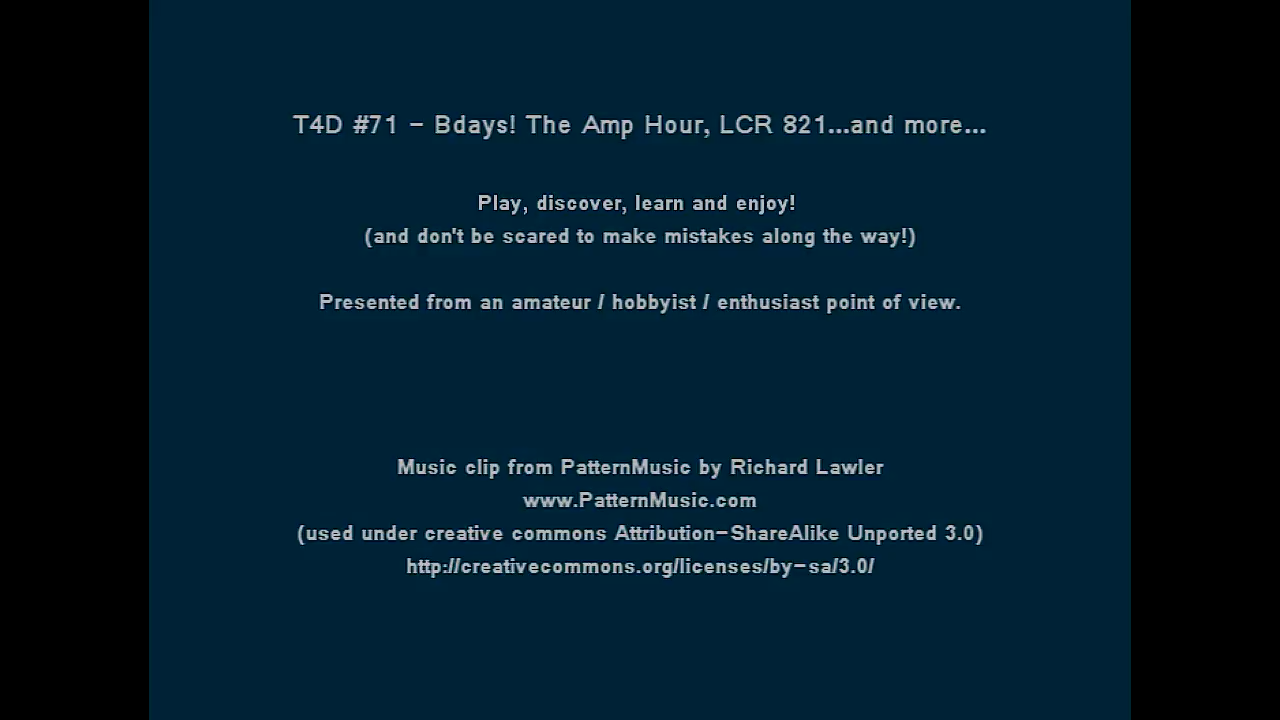 T4D #71 - Bdays! The Amp Hour, LCR 821...and more...
Play, discover, learn and enjoy!
(and don't be scared to make mistakes along the way!)
Presented from an amateur / hobbyist / enthusiast point of view.
Music clip from PatternMusic by Richard Lawler
www.PatternMusic.com
(used under creative commons Attribution-ShareAlike Unported 3.0)
http://creativecommons.org/licenses/by-sa/3.0/